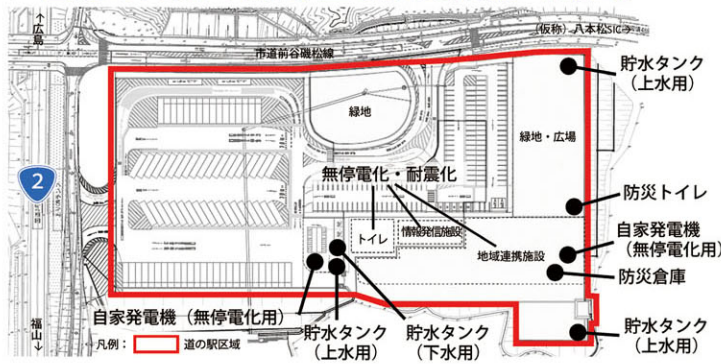 ↑広島
(仮称)八本松SIC→
市道前谷磯松線
貯水タンク
(上水用)
緑地
緑地・広場
2
無停電化・耐震化
防災トイレ
トイレ
情報発信施設
地域連携施設
自家発電機
(無停電化用)
防災倉庫
自家発電機(無停電化用)
貯水タンク
(上水用)
貯水タンク
(下水用)
貯水タンク
(上水用)
福山↓
凡例:
道の駅区域